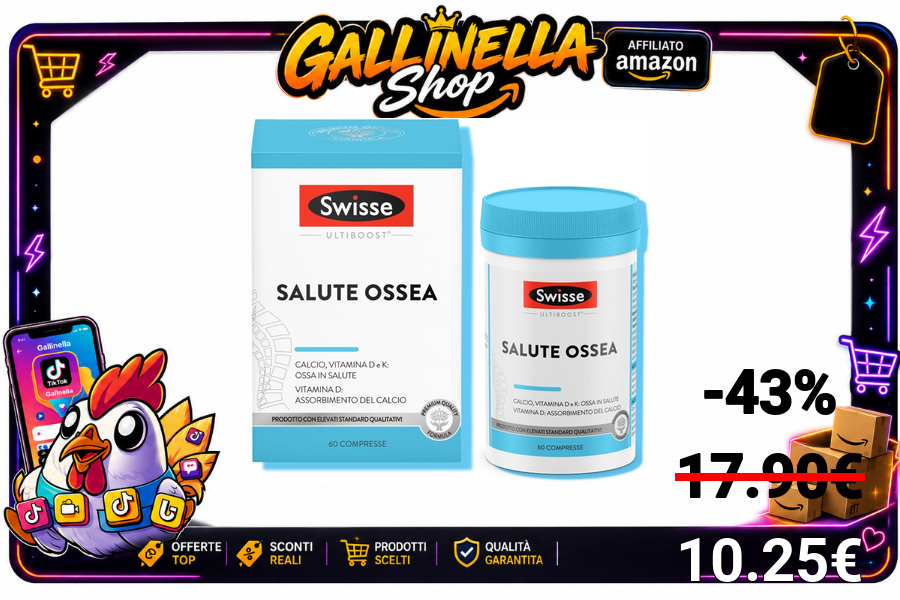 GALLINELLA
Shop
AFFILIATO
amazon
Swisse
ULTIBOOST®
SALUTE OSSEA
CALCIO, VITAMINA D e K:
OSSA IN SALUTE
VITAMINA D:
ASSORBIMENTO DEL CALCIO
PREMIUM QUALITY
FORMULA
PRODOTTO CON ELEVATI STANDARD QUALITATIVI
60 COMPRESSE
Swisse
ULTIBOOST®
SALUTE OSSEA
CALCIO, VITAMINA D e K: OSSA IN SALUTE
VITAMINA D: ASSORBIMENTO DEL CALCIO
PRODOTTO CON ELEVATI STANDARD QUALITATIVI
60 COMPRESSE
Gallinella
TikTok
Gallinella
-43%
17.90€
10.25€
OFFERTE
TOP
SCONTI
REALI
PRODOTTI
SCELTI
QUALITÀ
GARANTITA